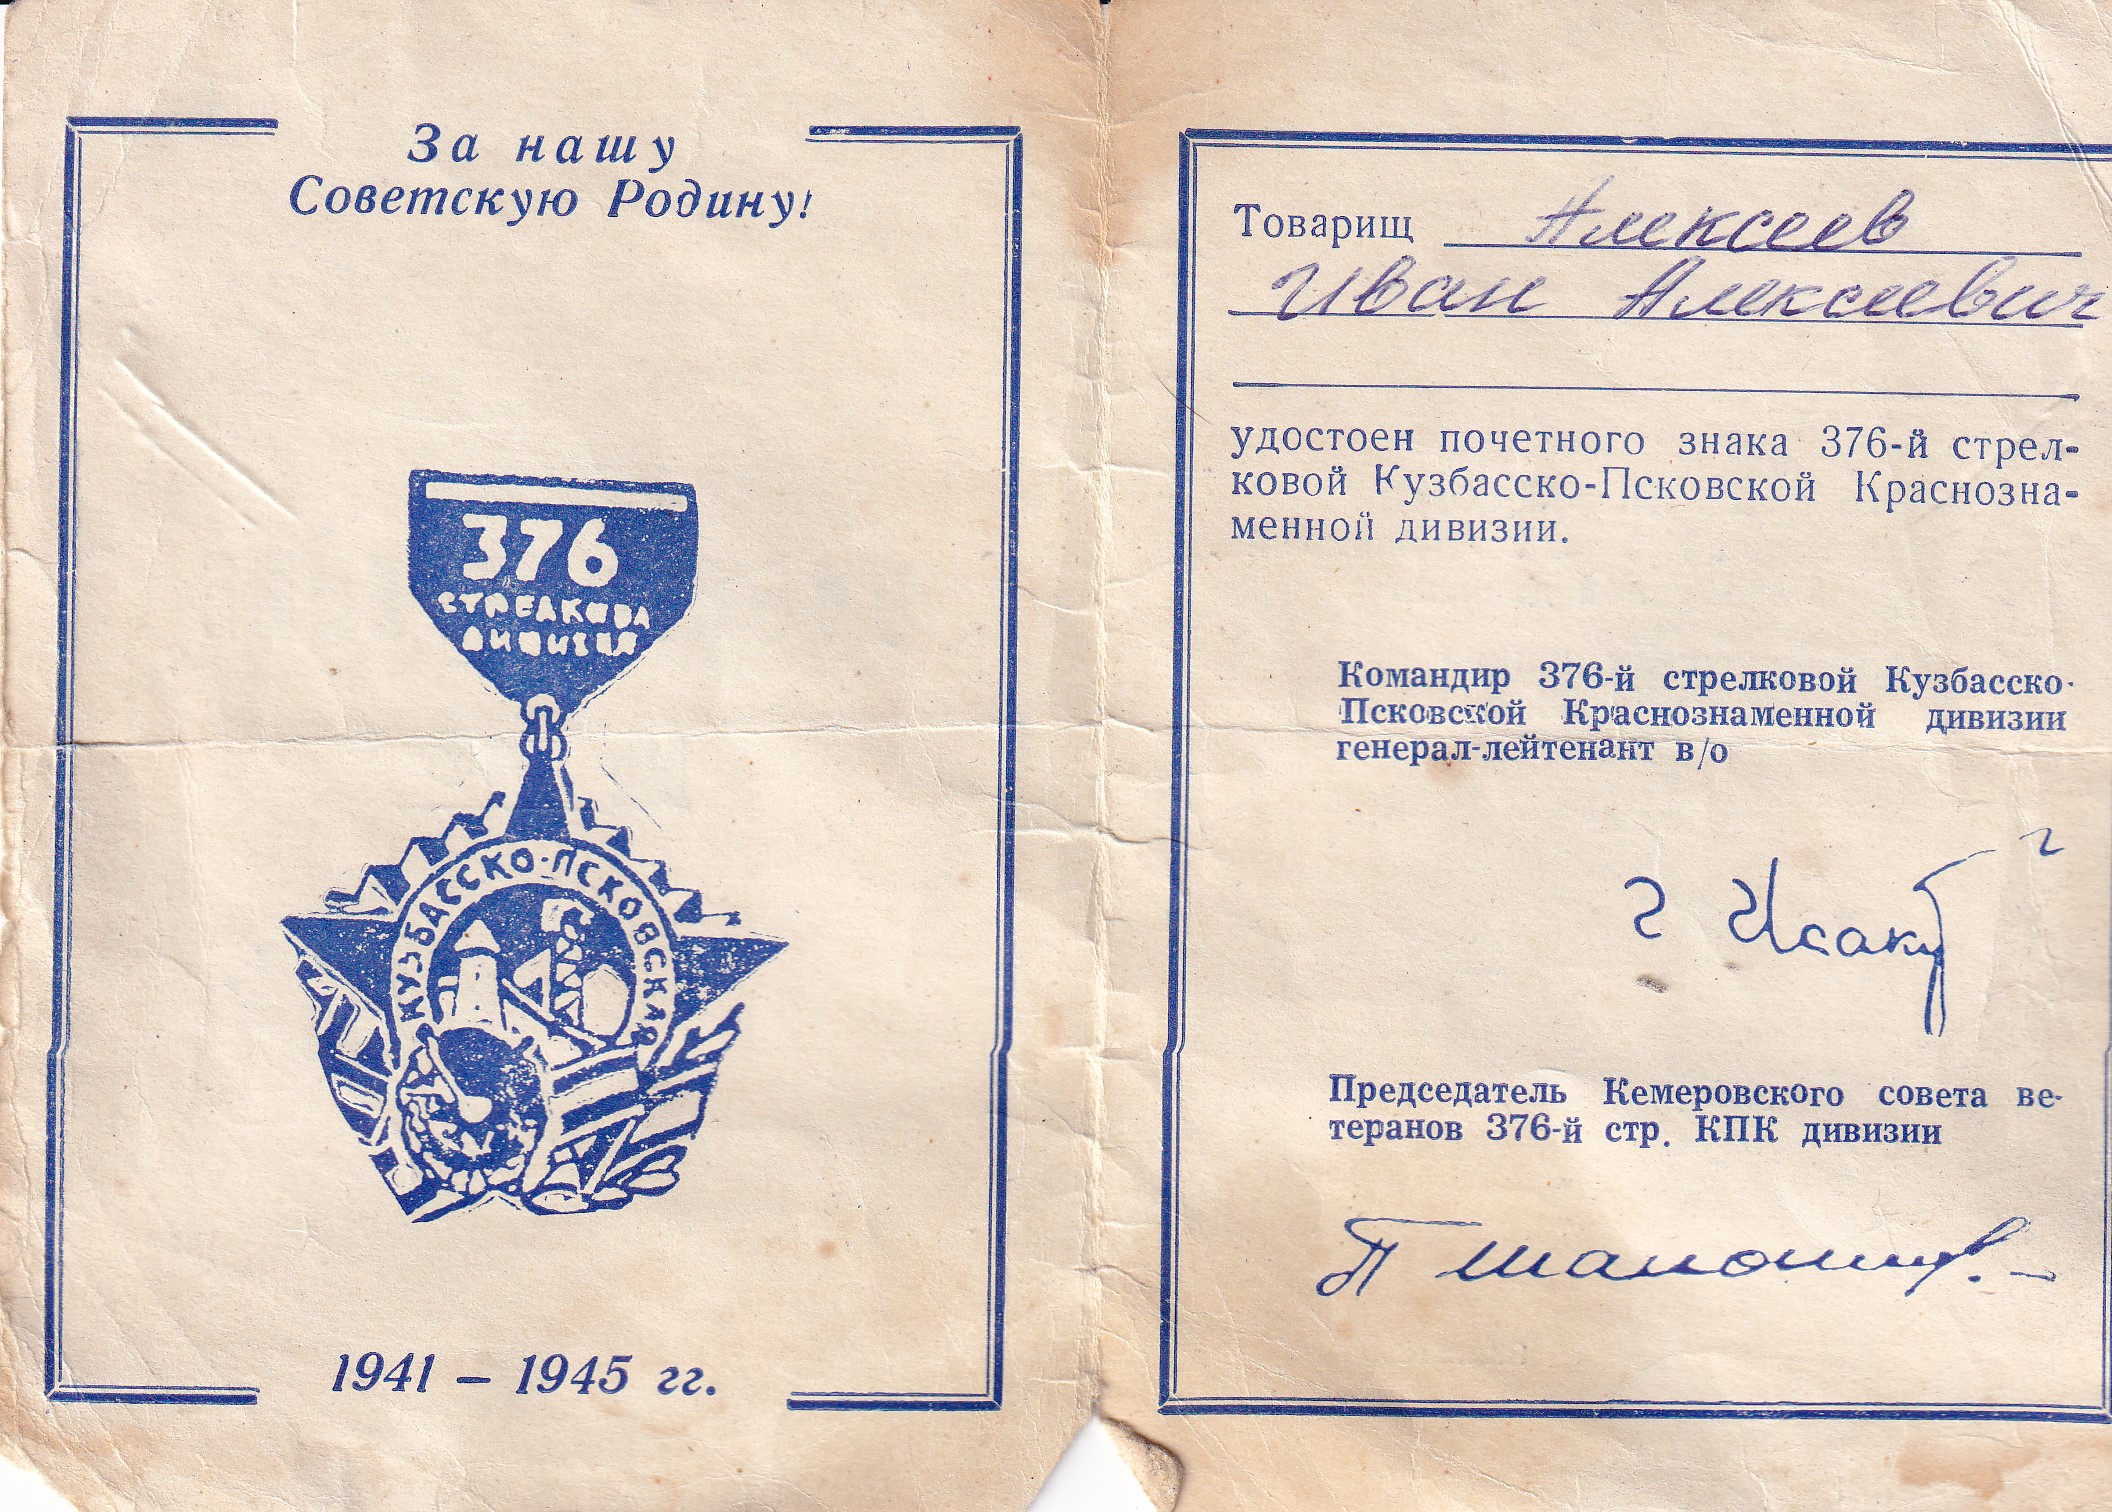 За нашу
Советскую Родину!
376
СТРЕЛКОВА
ДИВИЗИЯ
КУЗБАССКО-ПСКОВСКАЯ
1941 – 1945 гг.
Товарищ Алексеев
Иван Алексеевич
удостоен почетного знака 376-й стрел-
ковой Кузбасско-Псковской Краснозна-
менной дивизии.
Командир 376-й стрелковой Кузбасско-
Псковской Краснознаменной дивизии
генерал-лейтенант в/о
Председатель Кемеровского совета ве-
теранов 376-й стр. КПК дивизии